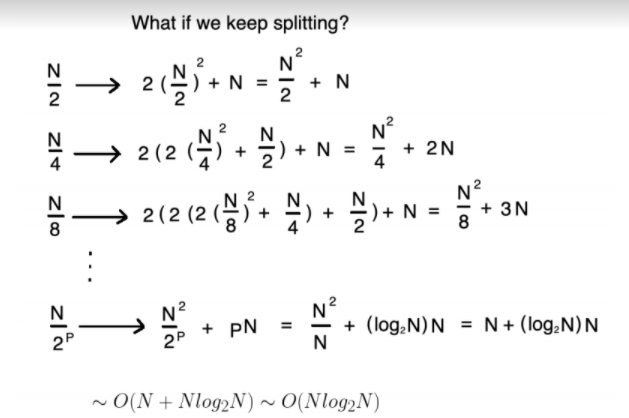 What if we keep splitting?
N/2 ⟶ 2(N/2)² + N = N²/2 + N
N/4 ⟶ 2(2(N/4)² + N/2) + N = N²/4 + 2N
N/8 ⟶ 2(2(2(N/8)² + N/4) + N/2) + N = N²/8 + 3N
⋮
N/2ᴾ ⟶ N²/2ᴾ + PN = N²/N + (log₂N)N = N + (log₂N)N
~ O(N + Nlog₂N) ~ O(Nlog₂N)